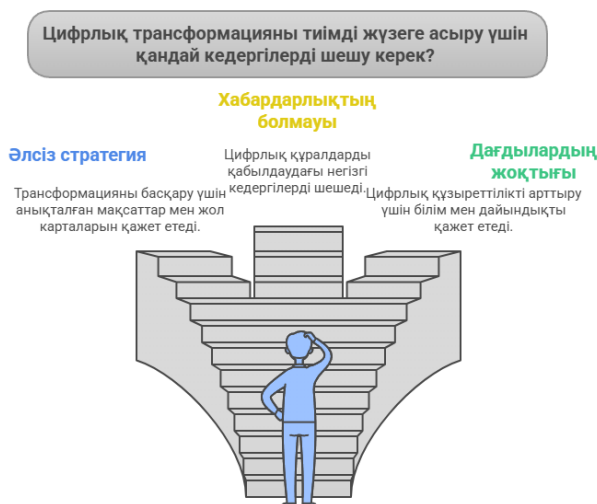 Цифрлық трансформацияны тиімді жүзеге асыру үшін
қандай кедергілерді шешу керек?
Хабардарлықтың
болмауы
Цифрлық құралдарды
қабылдаудағы негізгі
кедергілерді шешеді.
Әлсіз стратегия
Трансформацияны басқару үшін
анықталған мақсаттар мен жол
карталарын қажет етеді.
Дағдылардың
жоқтығы
Цифрлық құзыреттілікті арттыру
үшін білім мен дайындықты
қажет етеді.